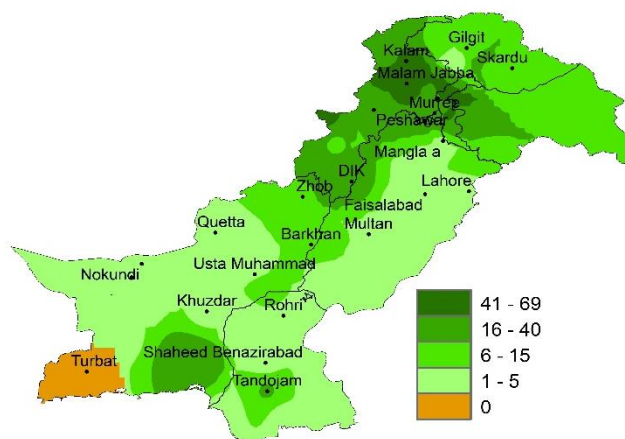 Gilgit
Kalam
Skardu
Malam Jabba
Murree
Peshawar
Mangla a
DIK
Zhob
Lahore
Faisalabad
Quetta
Multan
Barkhan
Nokundi
Usta Muhammad
Khuzdar
Rohri
41 - 69
16 - 40
Shaheed Benazirabad
6 - 15
Turbat
1 - 5
Tandojam
0